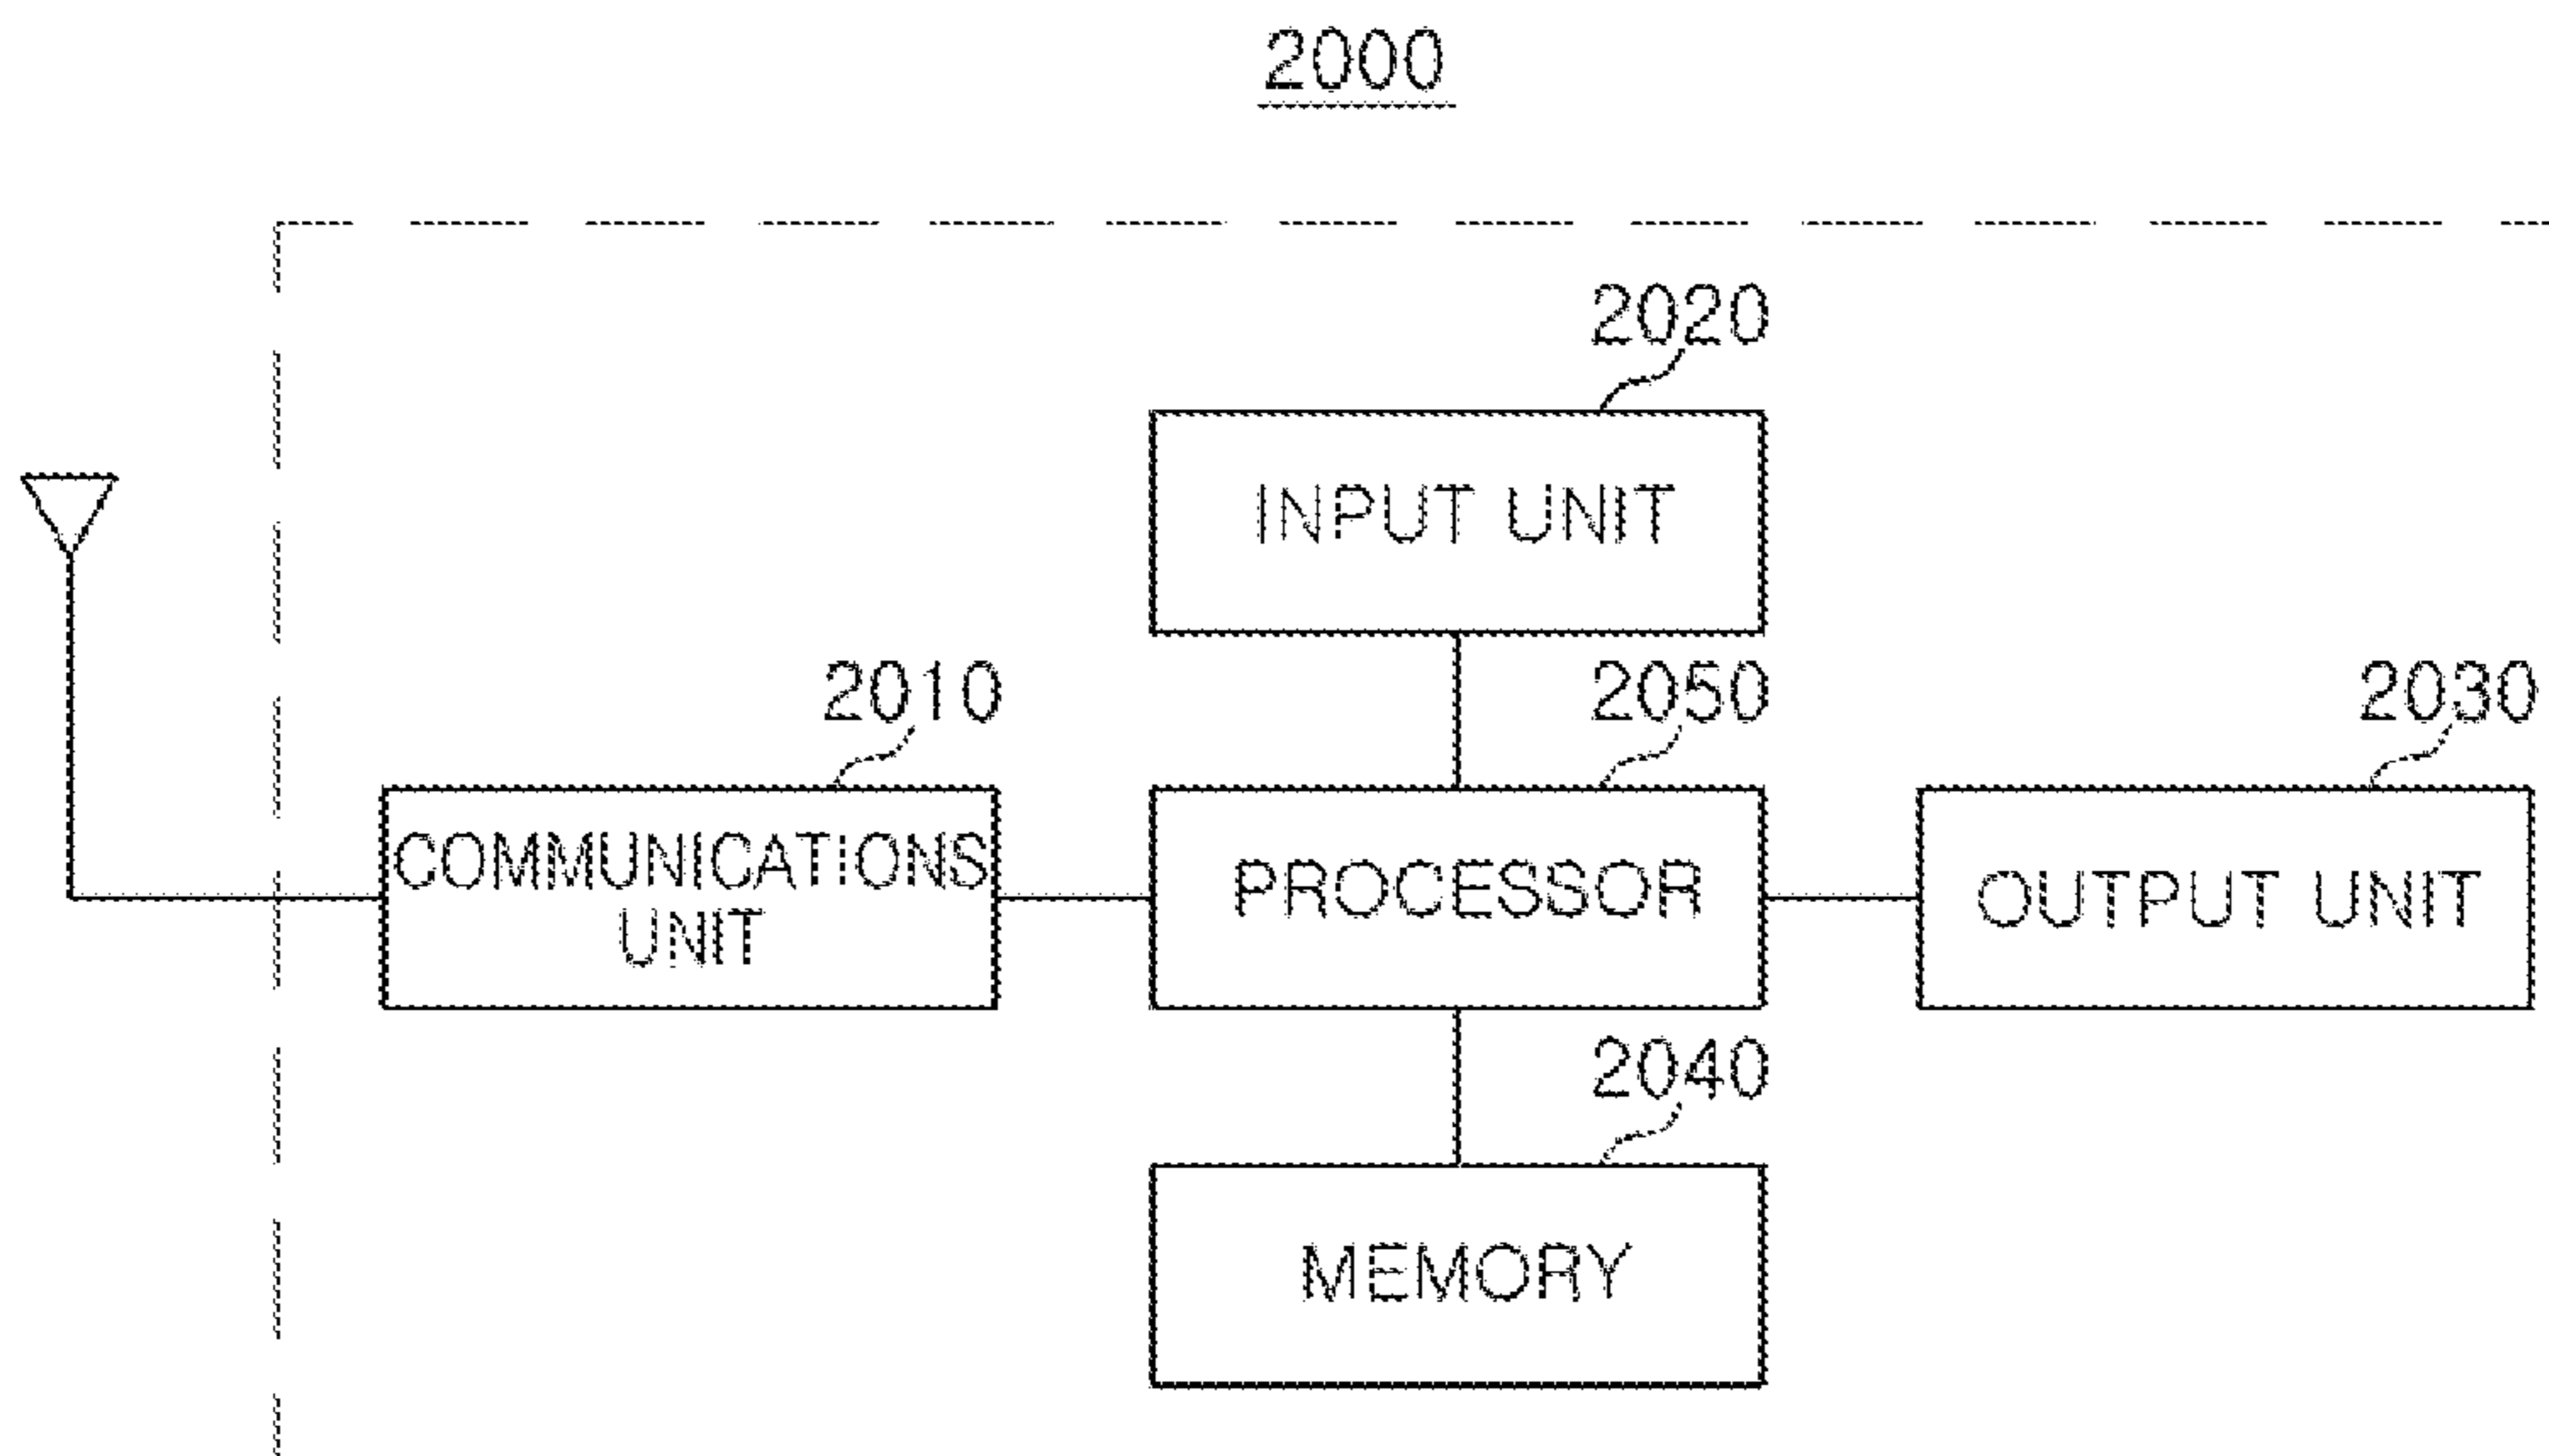 2000
2020
INPUT UNIT
2010
2050
2030
COMMUNICATIONS
UNIT
PROCESSOR
OUTPUT UNIT
2040
MEMORY